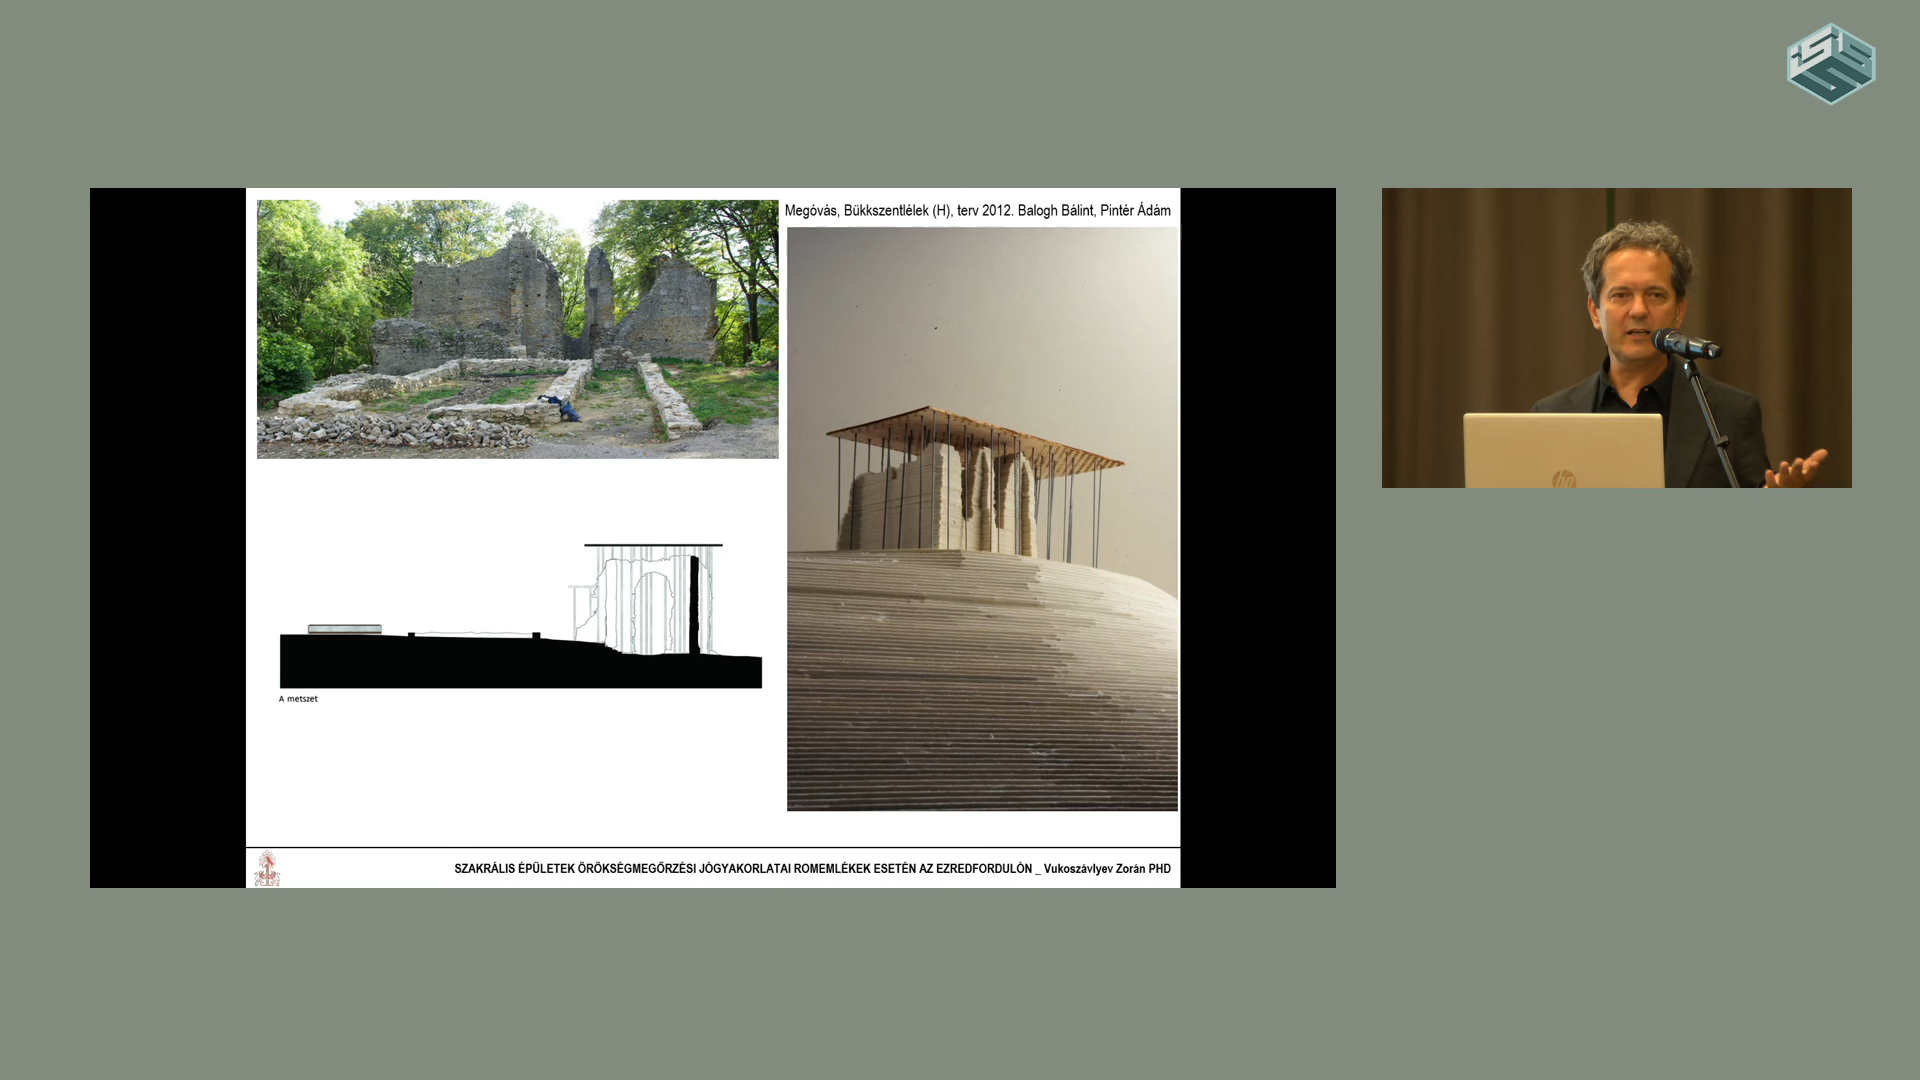 Megóvás, Bükkszentlélek (H), terv 2012. Balogh Bálint, Pintér Ádám
A metszet
SZAKRÁLIS ÉPÜLETEK ÖRÖKSÉGMEGŐRZÉSI JÓGYAKORLATAI ROMEMLÉKEK ESETÉN AZ EZREDFORDULÓN _ Vukoszávlyev Zorán PHD
hp